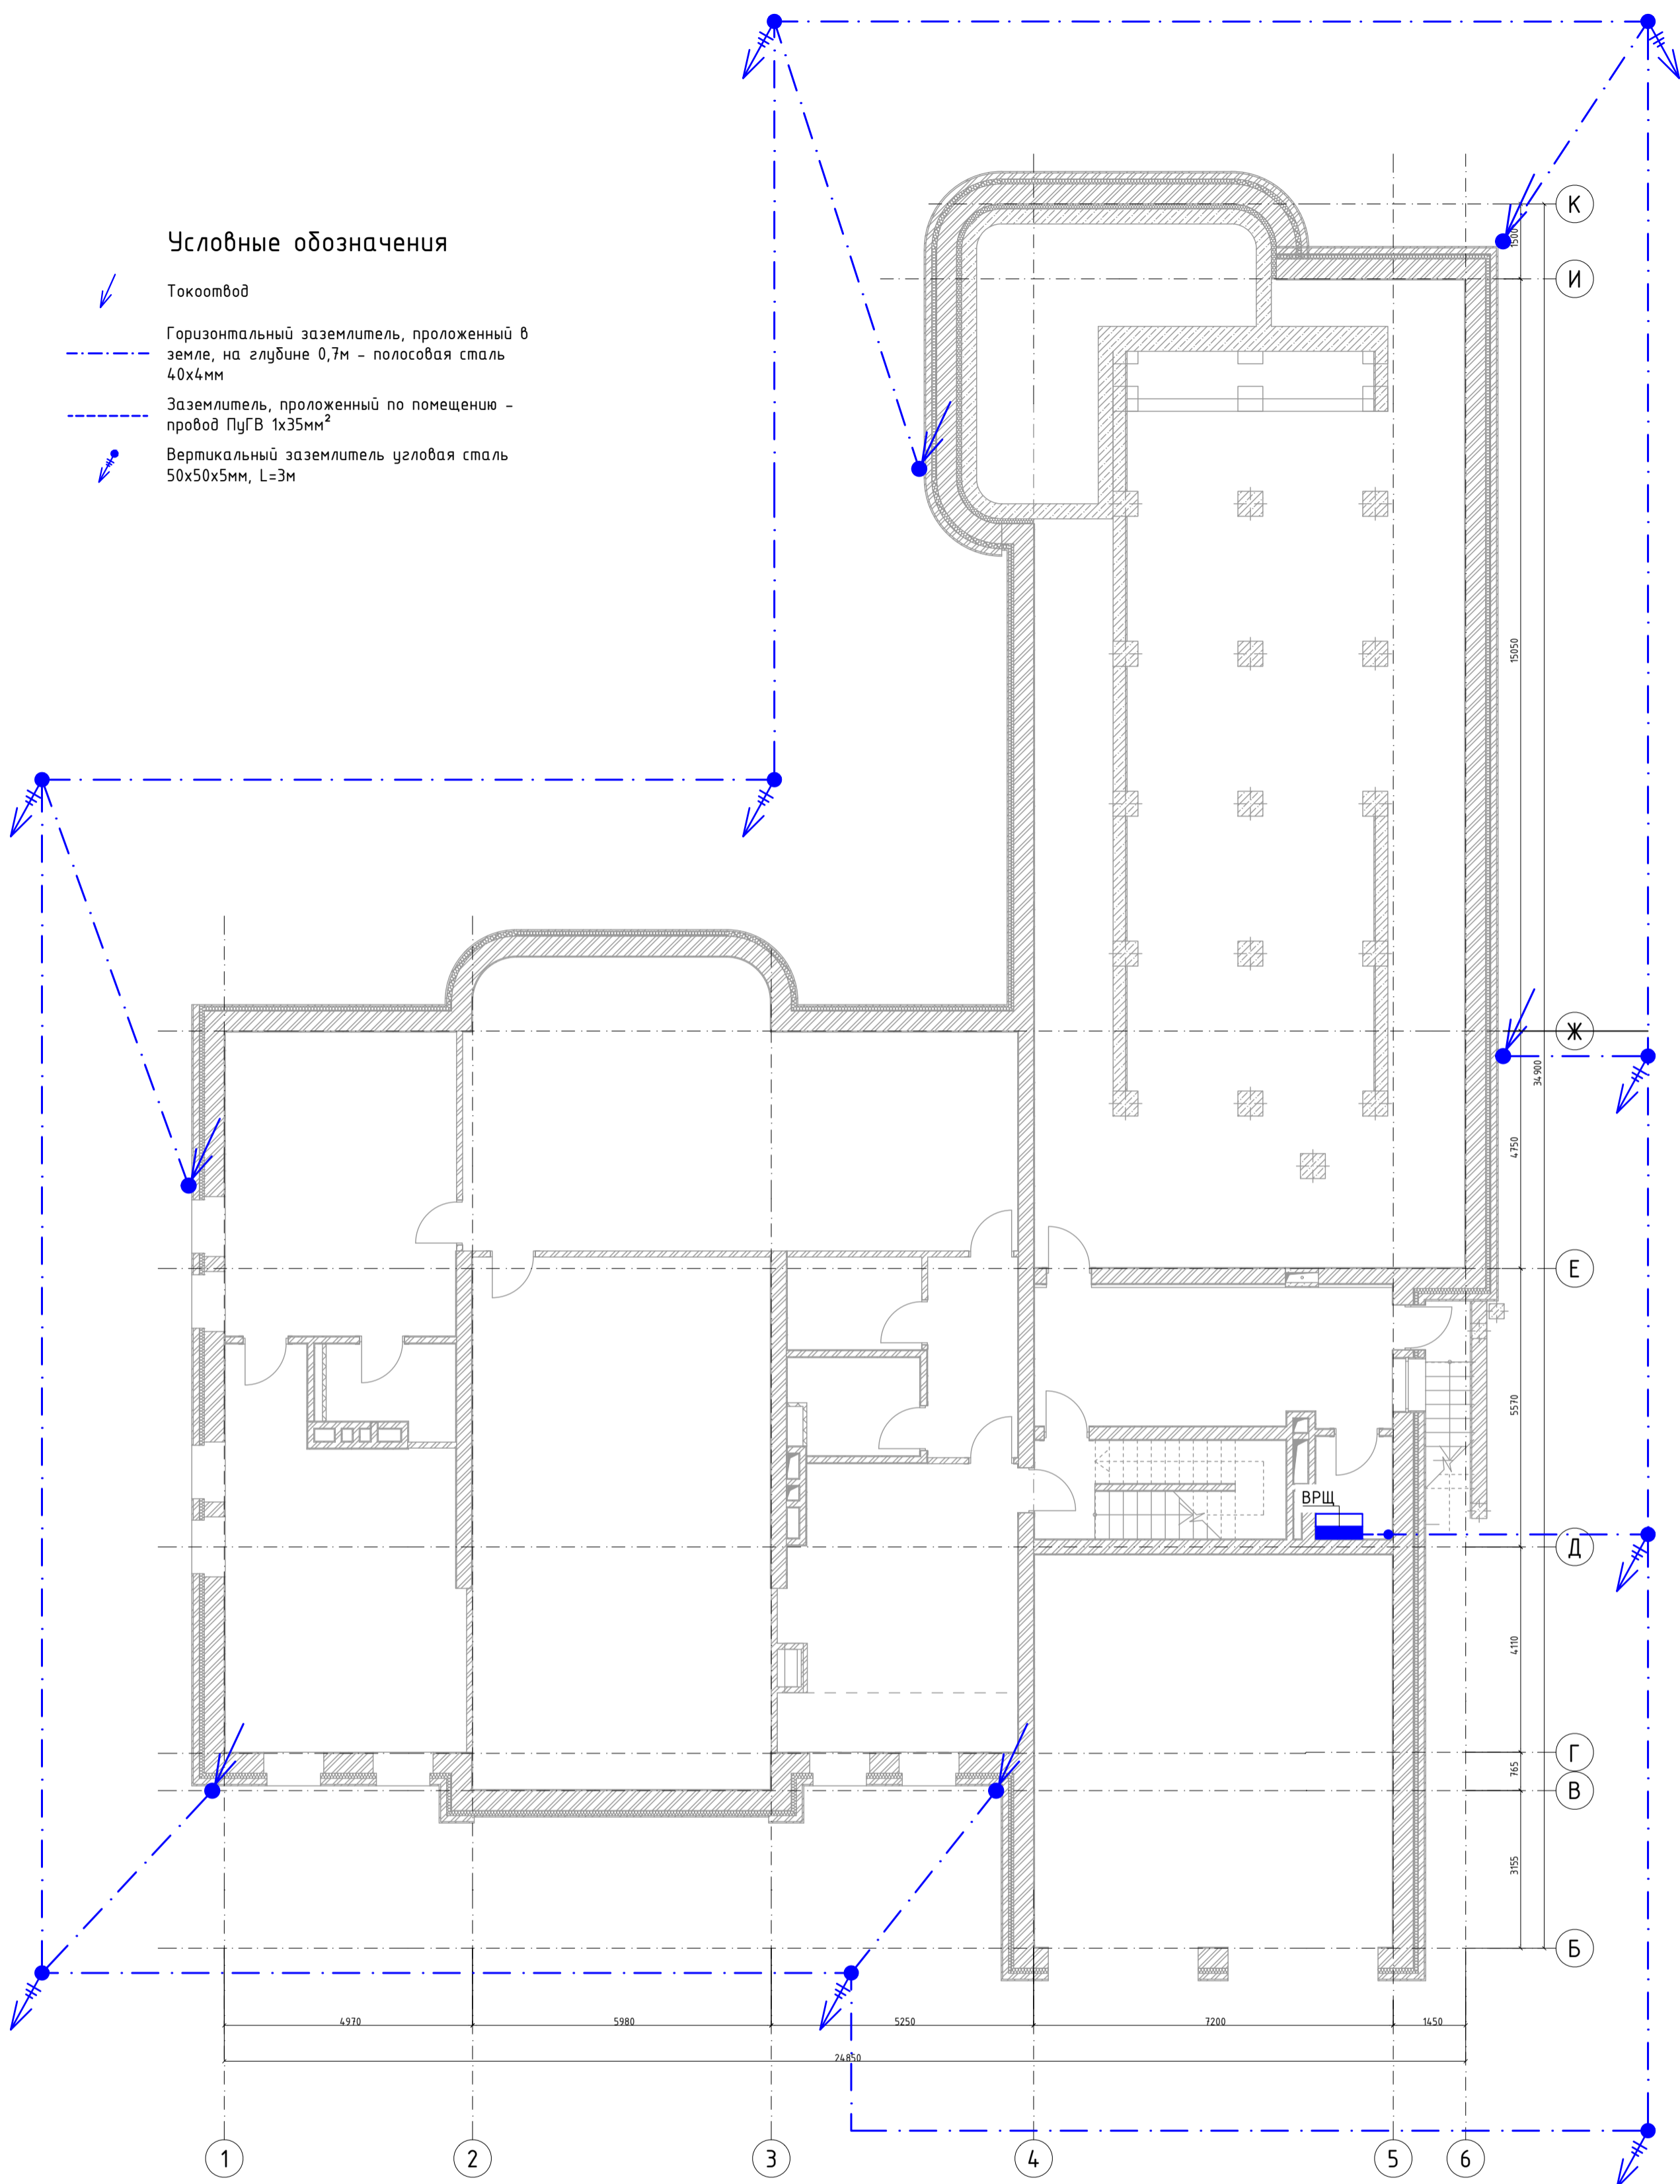 Условные обозначения
Токоотвод
Горизонтальный заземлитель, проложенный в
земле, на глубине 0,7м - полосовая сталь
40х4мм
Заземлитель, проложенный по помещению -
провод ПуГВ 1х35мм²
Вертикальный заземлитель угловая сталь
50х50х5мм, L=3м
К
1500
И
15050
Ж
34900
4750
Е
5570
ВРЩ
Д
4110
Г
765
В
3155
Б
4970
5980
5250
7200
1450
24850
1
2
3
4
5
6